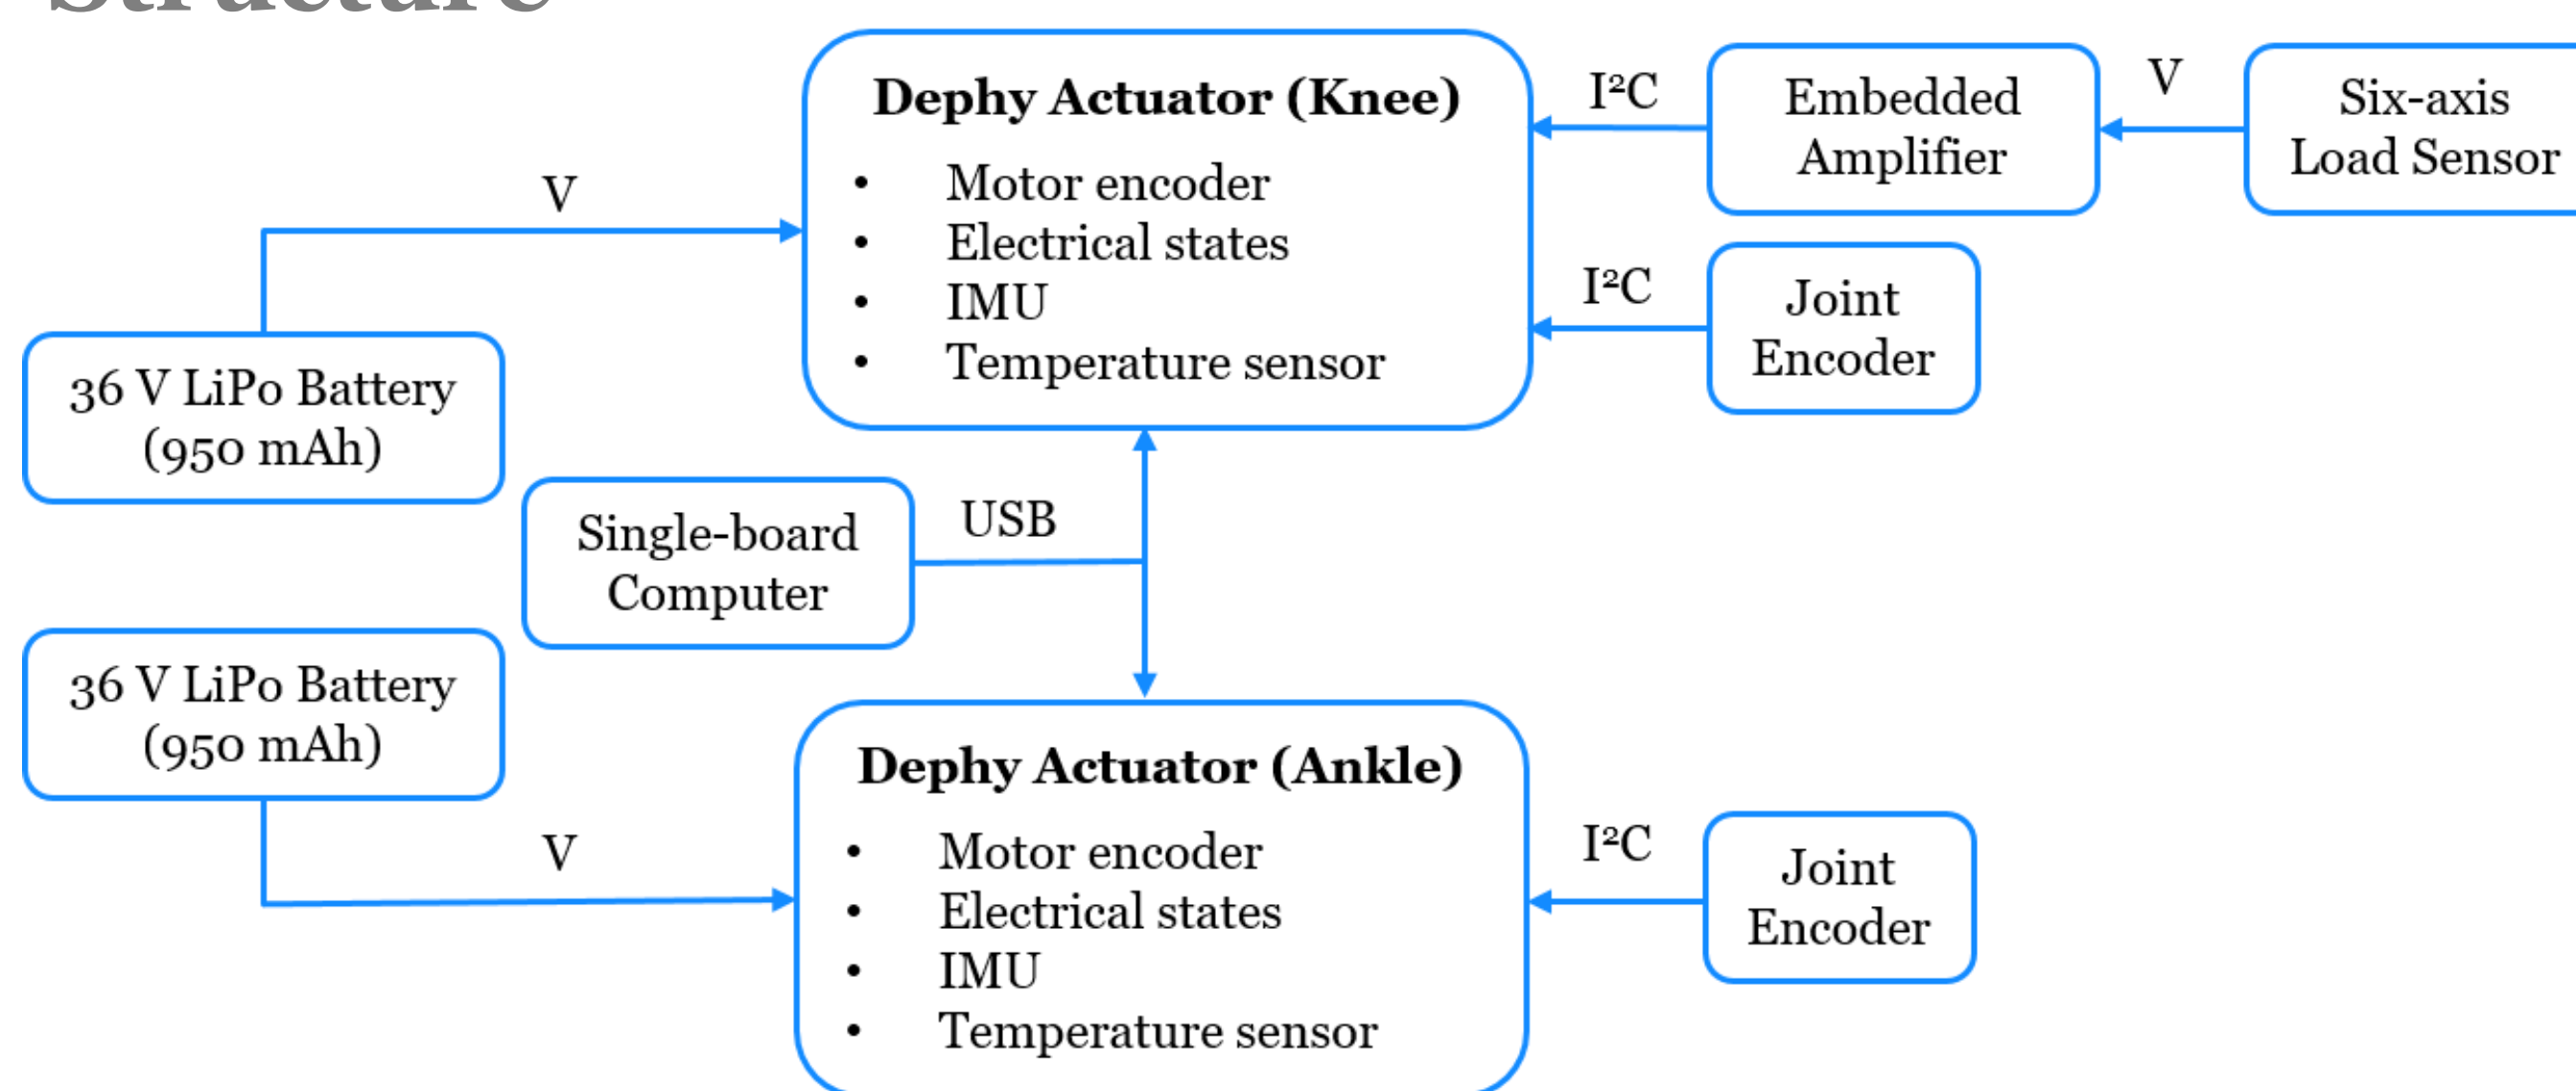 Structure
Dephy Actuator (Knee)
• Motor encoder
• Electrical states
• IMU
• Temperature sensor
I²C
Embedded
Amplifier
V
Six-axis
Load Sensor
I²C
Joint
Encoder
V
36 V LiPo Battery
(950 mAh)
Single-board
Computer
USB
36 V LiPo Battery
(950 mAh)
V
Dephy Actuator (Ankle)
• Motor encoder
• Electrical states
• IMU
• Temperature sensor
I²C
Joint
Encoder